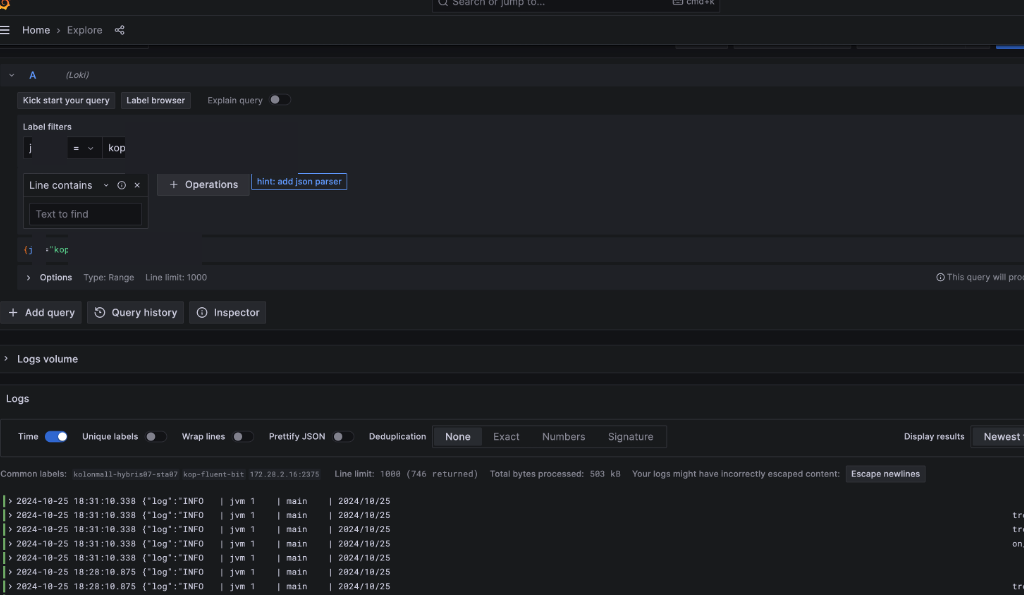 Search or jump to... cmd+k
Home › Explore
A (Loki)
Kick start your query Label browser Explain query
Label filters
j = kop
Line contains + Operations hint: add json parser
Text to find
{j ="kop
Options Type: Range Line limit: 1000 This query will
+ Add query Query history Inspector
Logs volume
Logs
Time Unique labels Wrap lines Prettify JSON Deduplication None Exact Numbers Signature Display results Newest
Common labels: kolonmall-hybris07-sta07 kop-fluent-bit 172.20.2.16:2375 Line limit: 1000 (746 returned) Total bytes processed: 503 kB Your logs might have incorrectly escaped content: Escape newlines
2024-10-25 18:31:10.338 {"log":"INFO | jvm 1 | main | 2024/10/25
2024-10-25 18:31:10.338 {"log":"INFO | jvm 1 | main | 2024/10/25
2024-10-25 18:31:10.338 {"log":"INFO | jvm 1 | main | 2024/10/25
2024-10-25 18:31:10.338 {"log":"INFO | jvm 1 | main | 2024/10/25
2024-10-25 18:31:10.338 {"log":"INFO | jvm 1 | main | 2024/10/25
2024-10-25 18:28:10.875 {"log":"INFO | jvm 1 | main | 2024/10/25
2024-10-25 18:28:10.875 {"log":"INFO | jvm 1 | main | 2024/10/25